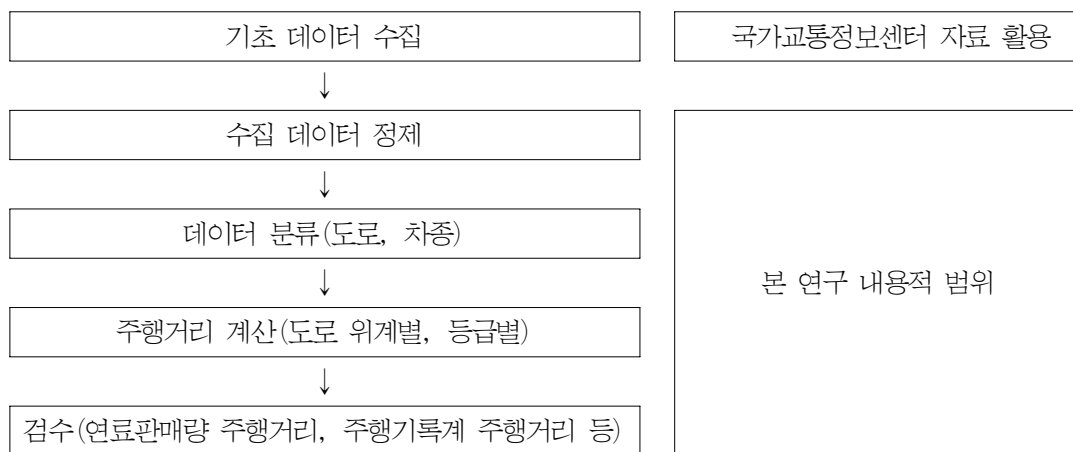 기초 데이터 수집
국가교통정보센터 자료 활용
↓
수집 데이터 정제
↓
데이터 분류(도로, 차종)
↓
본 연구 내용적 범위
주행거리 계산(도로 위계별, 등급별)
↓
검수(연료판매량 주행거리, 주행기록계 주행거리 등)